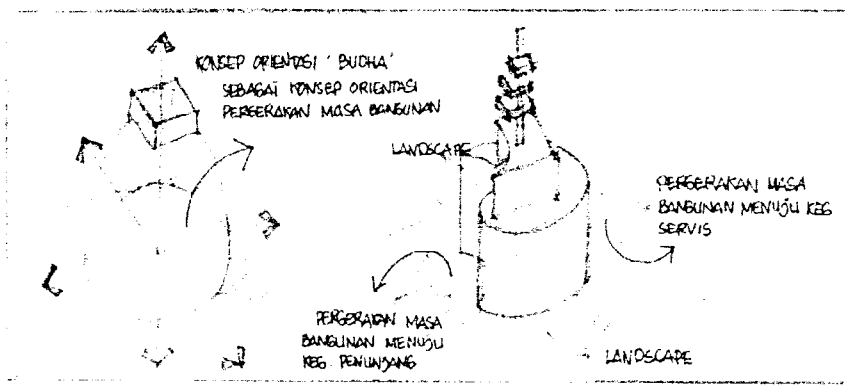 KONSEP ORIENTASI 'BUDHA'
SEBAGAI KONSEP ORIENTASI
PERGERAKAN MASA BANGUNAN
LANDSCAPE
PERGERAKAN MASA
BANGUNAN MENUJU KEG
SERVIS
PERGERAKAN MASA
BANGUNAN MENUJU
KEG. PENUNJANG
LANDSCAPE